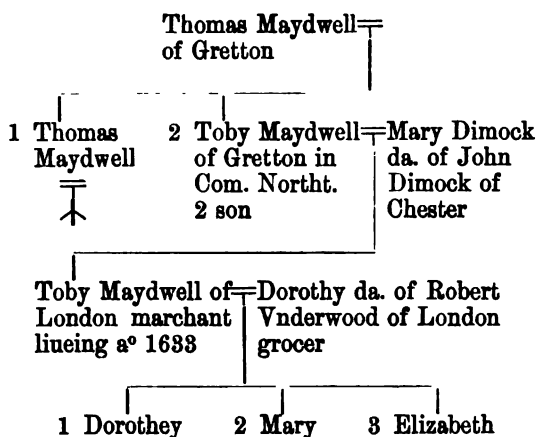 Thomas Maydwell
of Gretton
1 Thomas
Maydwell
2 Toby Maydwell
of Gretton in
Com. Northt.
2 son
Mary Dimock
da. of John
Dimock of
Chester
Toby Maydwell of
London marchant
liueing aº 1633
Dorothy da. of Robert
Vnderwood of London
grocer
1 Dorothey
2 Mary
3 Elizabeth